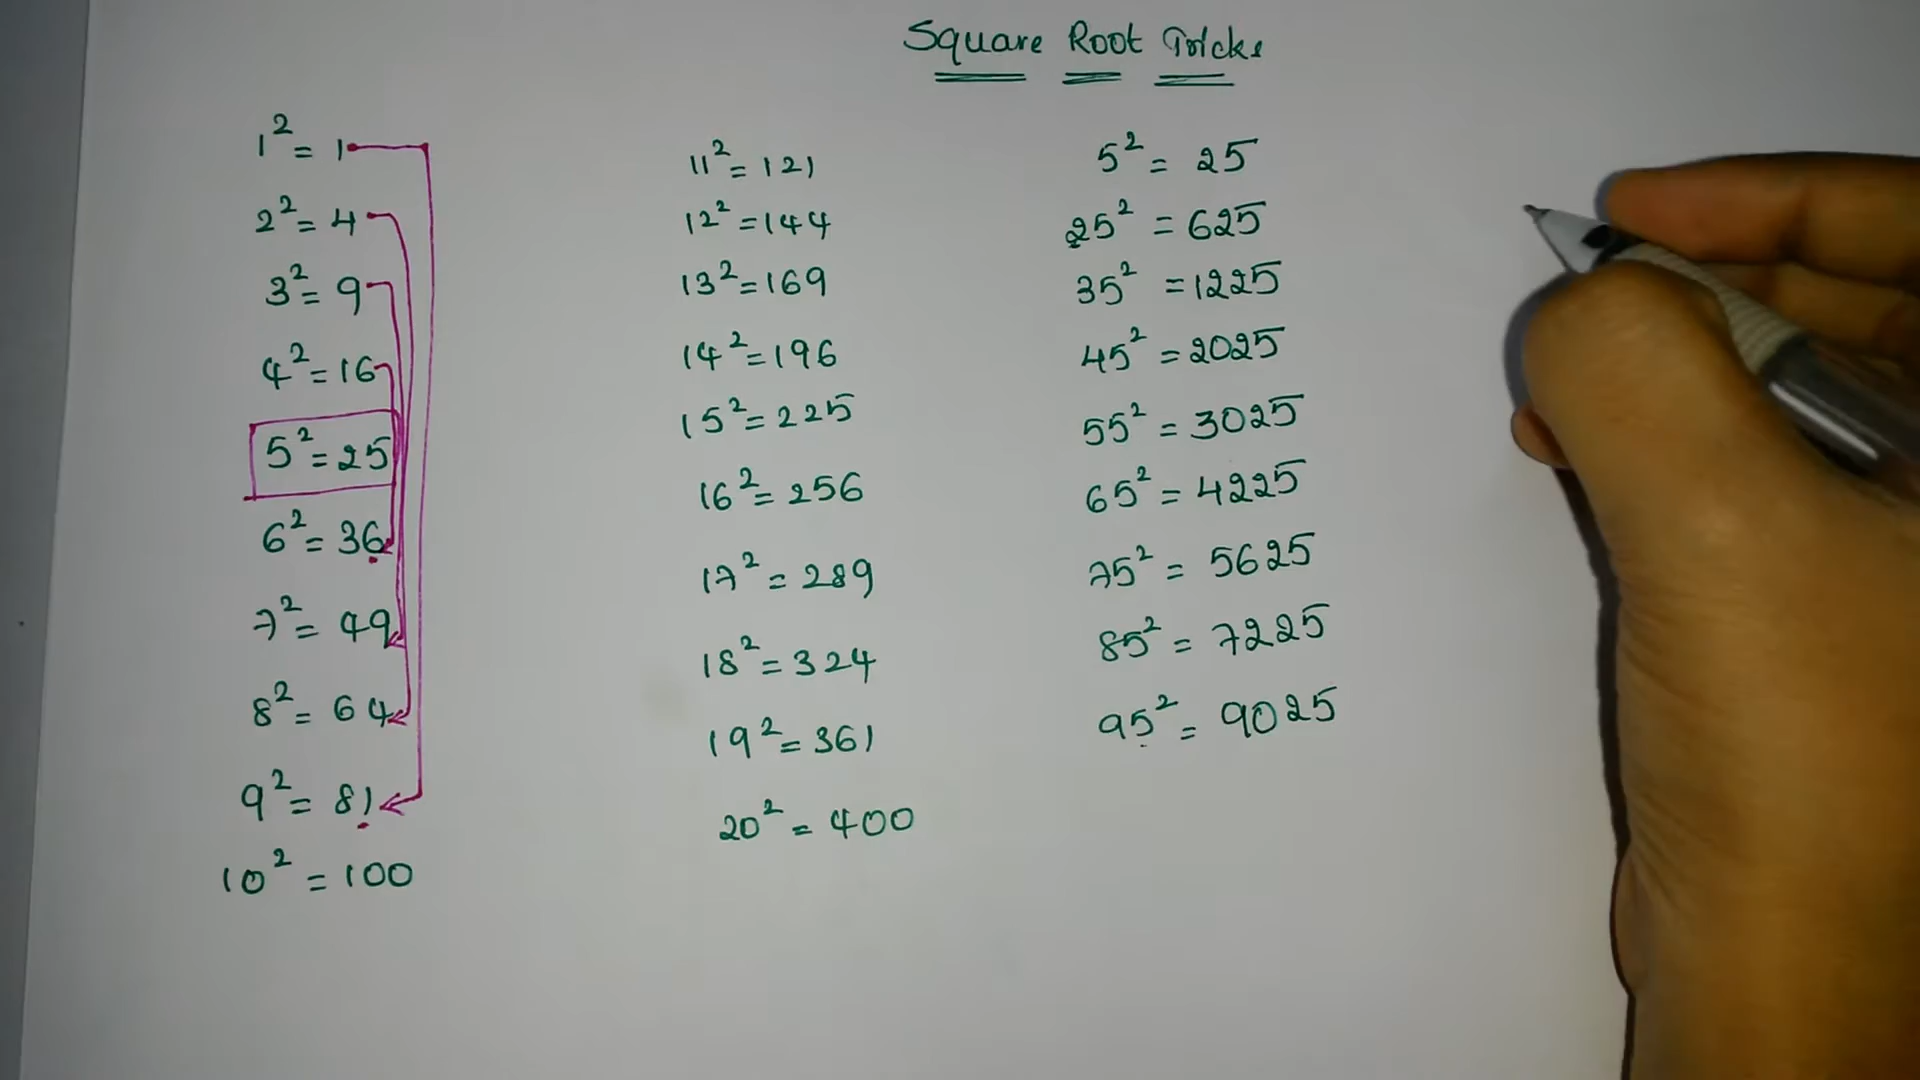 Square Root Tricks
1² = 1
2² = 4
3² = 9
4² = 16
5² = 25
6² = 36
7² = 49
8² = 64
9² = 81
10² = 100
11² = 121
12² = 144
13² = 169
14² = 196
15² = 225
16² = 256
17² = 289
18² = 324
19² = 361
20² = 400
5² = 25
25² = 625
35² = 1225
45² = 2025
55² = 3025
65² = 4225
75² = 5625
85² = 7225
95² = 9025